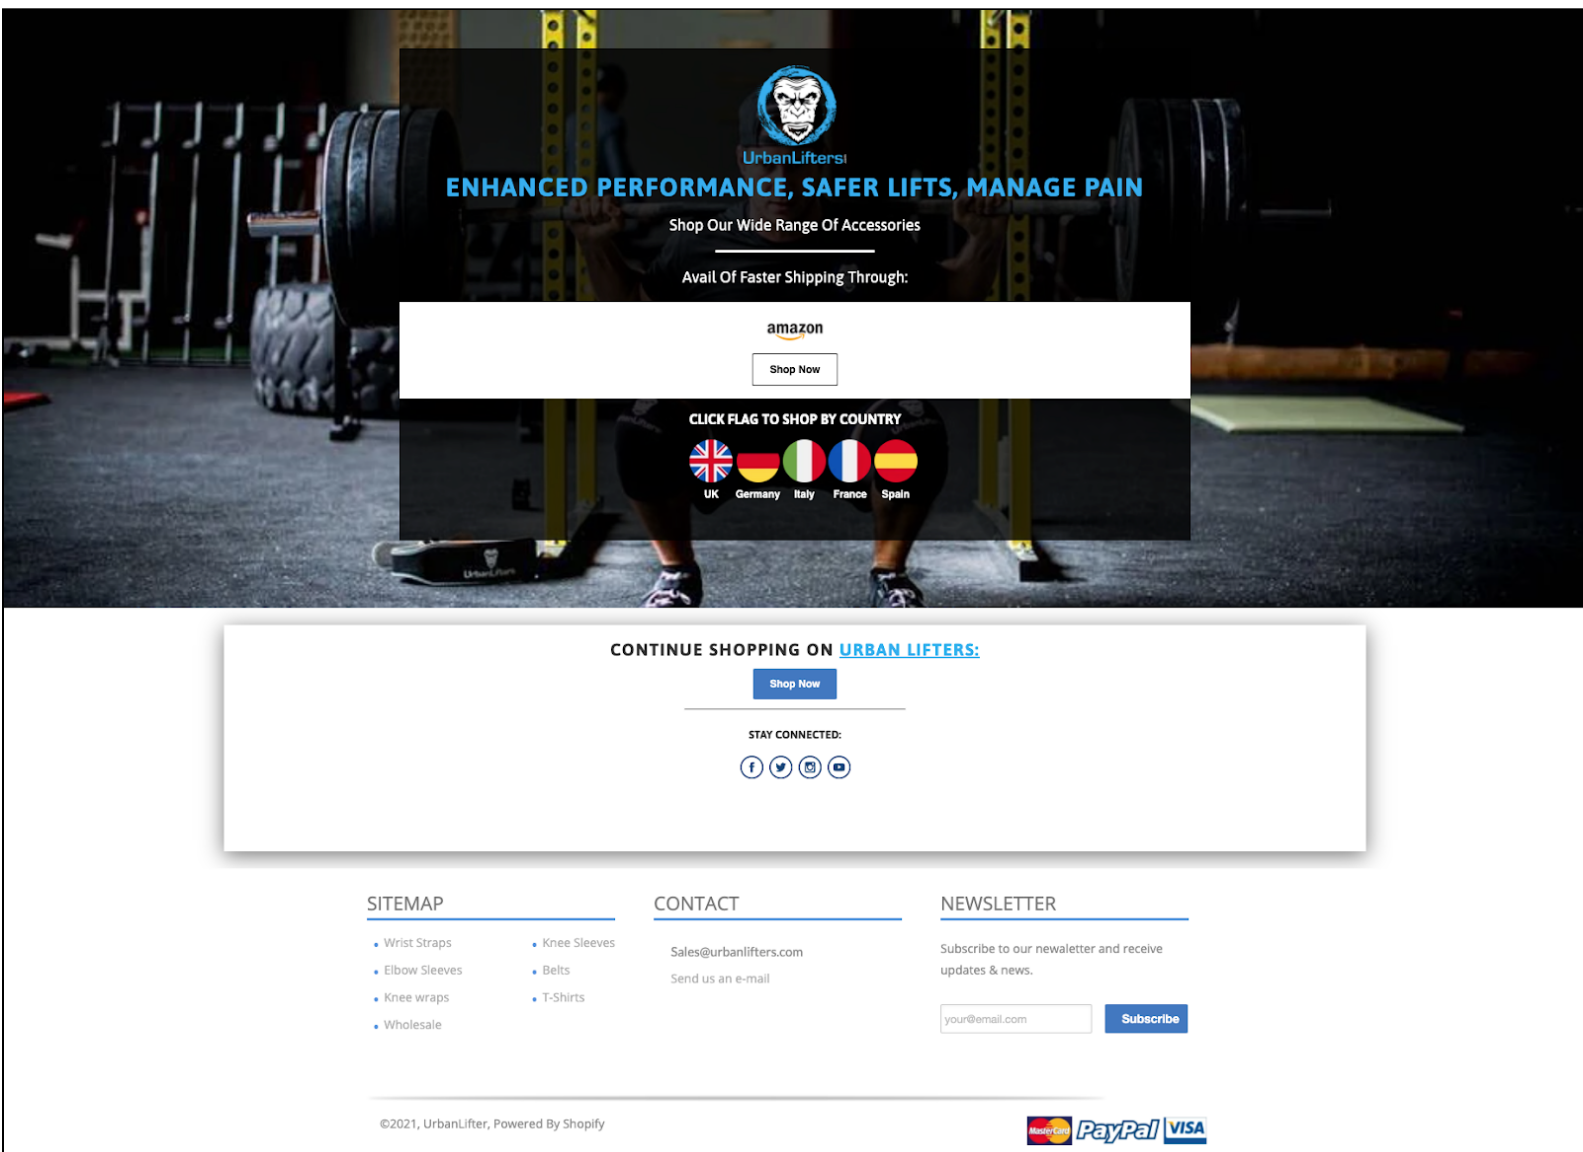 UrbanLifters
ENHANCED PERFORMANCE, SAFER LIFTS, MANAGE PAIN
Shop Our Wide Range Of Accessories
Avail Of Faster Shipping Through:
amazon
Shop Now
CLICK FLAG TO SHOP BY COUNTRY
UK Germany Italy France Spain
UrbanLifters
CONTINUE SHOPPING ON URBAN LIFTERS:
Shop Now
STAY CONNECTED:
SITEMAP
Wrist Straps
Elbow Sleeves
Knee wraps
Wholesale
Knee Sleeves
Belts
T-Shirts
CONTACT
Sales@urbanlifters.com
Send us an e-mail
NEWSLETTER
Subscribe to our newaletter and receive
updates & news.
your@email.com
Subscribe
©2021, UrbanLifter, Powered By Shopify
MasterCard PayPal VISA